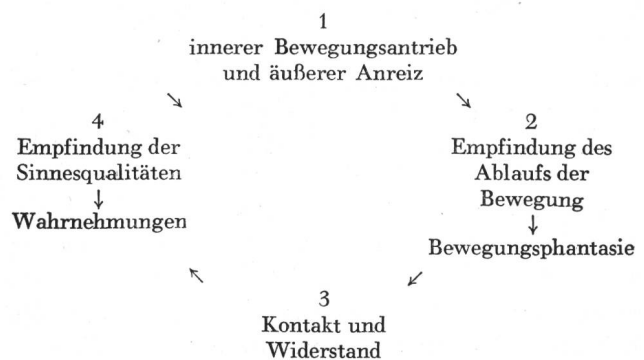 1
innerer Bewegungsantrieb
und äußerer Anreiz
4
Empfindung der
Sinnesqualitäten
Wahrnehmungen
2
Empfindung des
Ablaufs der
Bewegung
Bewegungsphantasie
3
Kontakt und
Widerstand